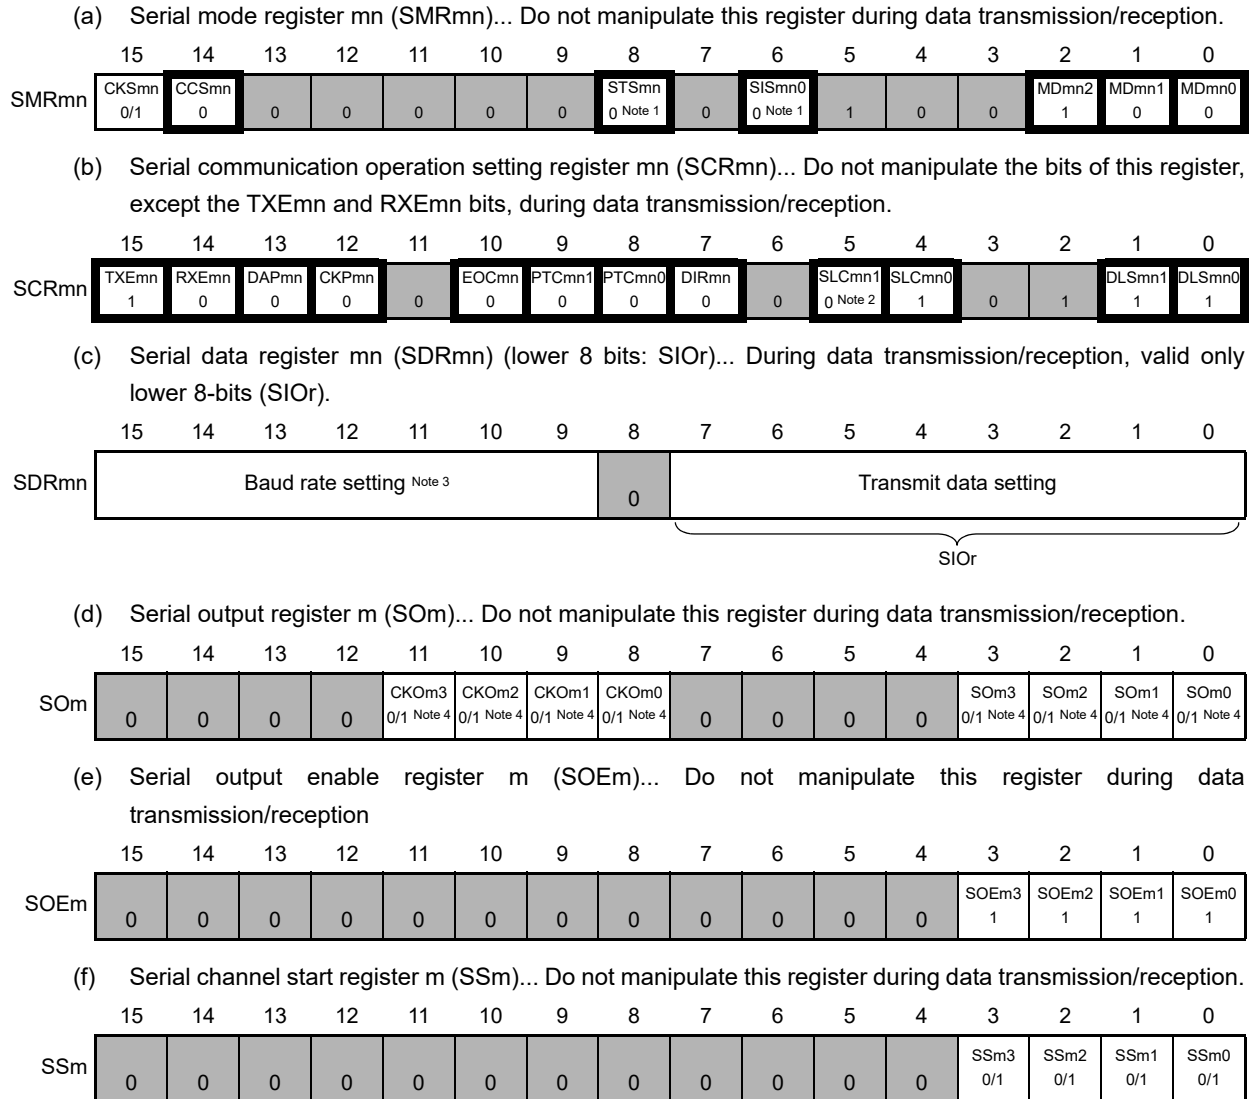 (a) Serial mode register mn (SMRmn)... Do not manipulate this register during data transmission/reception.
15 14 13 12 11 10 9 8 7 6 5 4 3 2 1 0
SMRmn CKSmn CCSmn STSmn SISmn0 MDmn2 MDmn1 MDmn0
0/1 0 0 0 0 0 0 0 Note 1 0 0 Note 1 1 0 0 1 0 0
(b) Serial communication operation setting register mn (SCRmn)... Do not manipulate the bits of this register,
except the TXEmn and RXEmn bits, during data transmission/reception.
15 14 13 12 11 10 9 8 7 6 5 4 3 2 1 0
SCRmn TXEmn RXEmn DAPmn CKPmn EOCmn PTCmn1 PTCmn0 DIRmn SLCmn1 SLCmn0 DLSmn1 DLSmn0
1 0 0 0 0 0 0 0 0 0 0 Note 2 1 0 1 1 1
(c) Serial data register mn (SDRmn) (lower 8 bits: SIOr)... During data transmission/reception, valid only
lower 8-bits (SIOr).
15 14 13 12 11 10 9 8 7 6 5 4 3 2 1 0
SDRmn Baud rate setting Note 3 0 Transmit data setting
SIOr
(d) Serial output register m (SOm)... Do not manipulate this register during data transmission/reception.
15 14 13 12 11 10 9 8 7 6 5 4 3 2 1 0
SOm CKOm3 CKOm2 CKOm1 CKOm0 SOm3 SOm2 SOm1 SOm0
0 0 0 0 0/1 Note 4 0/1 Note 4 0/1 Note 4 0/1 Note 4 0 0 0 0 0/1 Note 4 0/1 Note 4 0/1 Note 4 0/1 Note 4
(e) Serial output enable register m (SOEm)... Do not manipulate this register during data
transmission/reception
15 14 13 12 11 10 9 8 7 6 5 4 3 2 1 0
SOEm SOEm3 SOEm2 SOEm1 SOEm0
0 0 0 0 0 0 0 0 0 0 0 0 1 1 1 1
(f) Serial channel start register m (SSm)... Do not manipulate this register during data transmission/reception.
15 14 13 12 11 10 9 8 7 6 5 4 3 2 1 0
SSm SSm3 SSm2 SSm1 SSm0
0 0 0 0 0 0 0 0 0 0 0 0 0/1 0/1 0/1 0/1